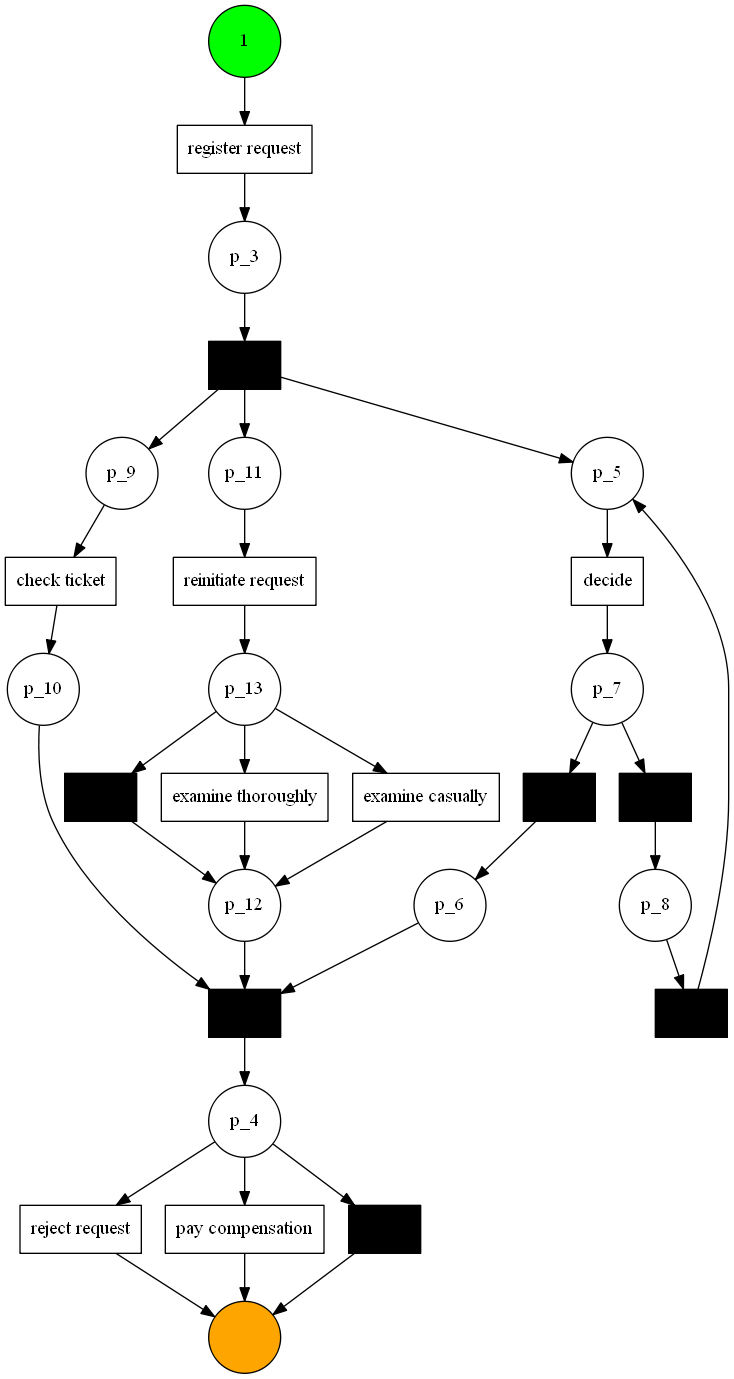 1
register request
p_3
p_9
p_11
p_5
check ticket
reinitiate request
decide
p_10
p_13
p_7
examine thoroughly
examine casually
p_12
p_6
p_8
p_4
reject request
pay compensation